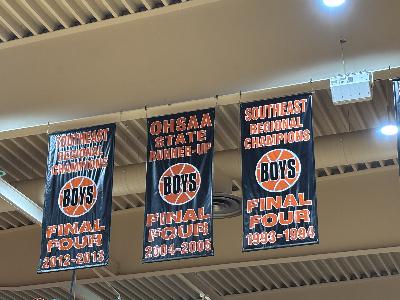 SOUTHEAST
REGIONAL
CHAMPIONS
BOYS
FINAL
FOUR
2012-2013
OHSAA
STATE
RUNNER-UP
BOYS
FINAL
FOUR
2004-2005
SOUTHEAST
REGIONAL
CHAMPIONS
BOYS
FINAL
FOUR
1993-1994